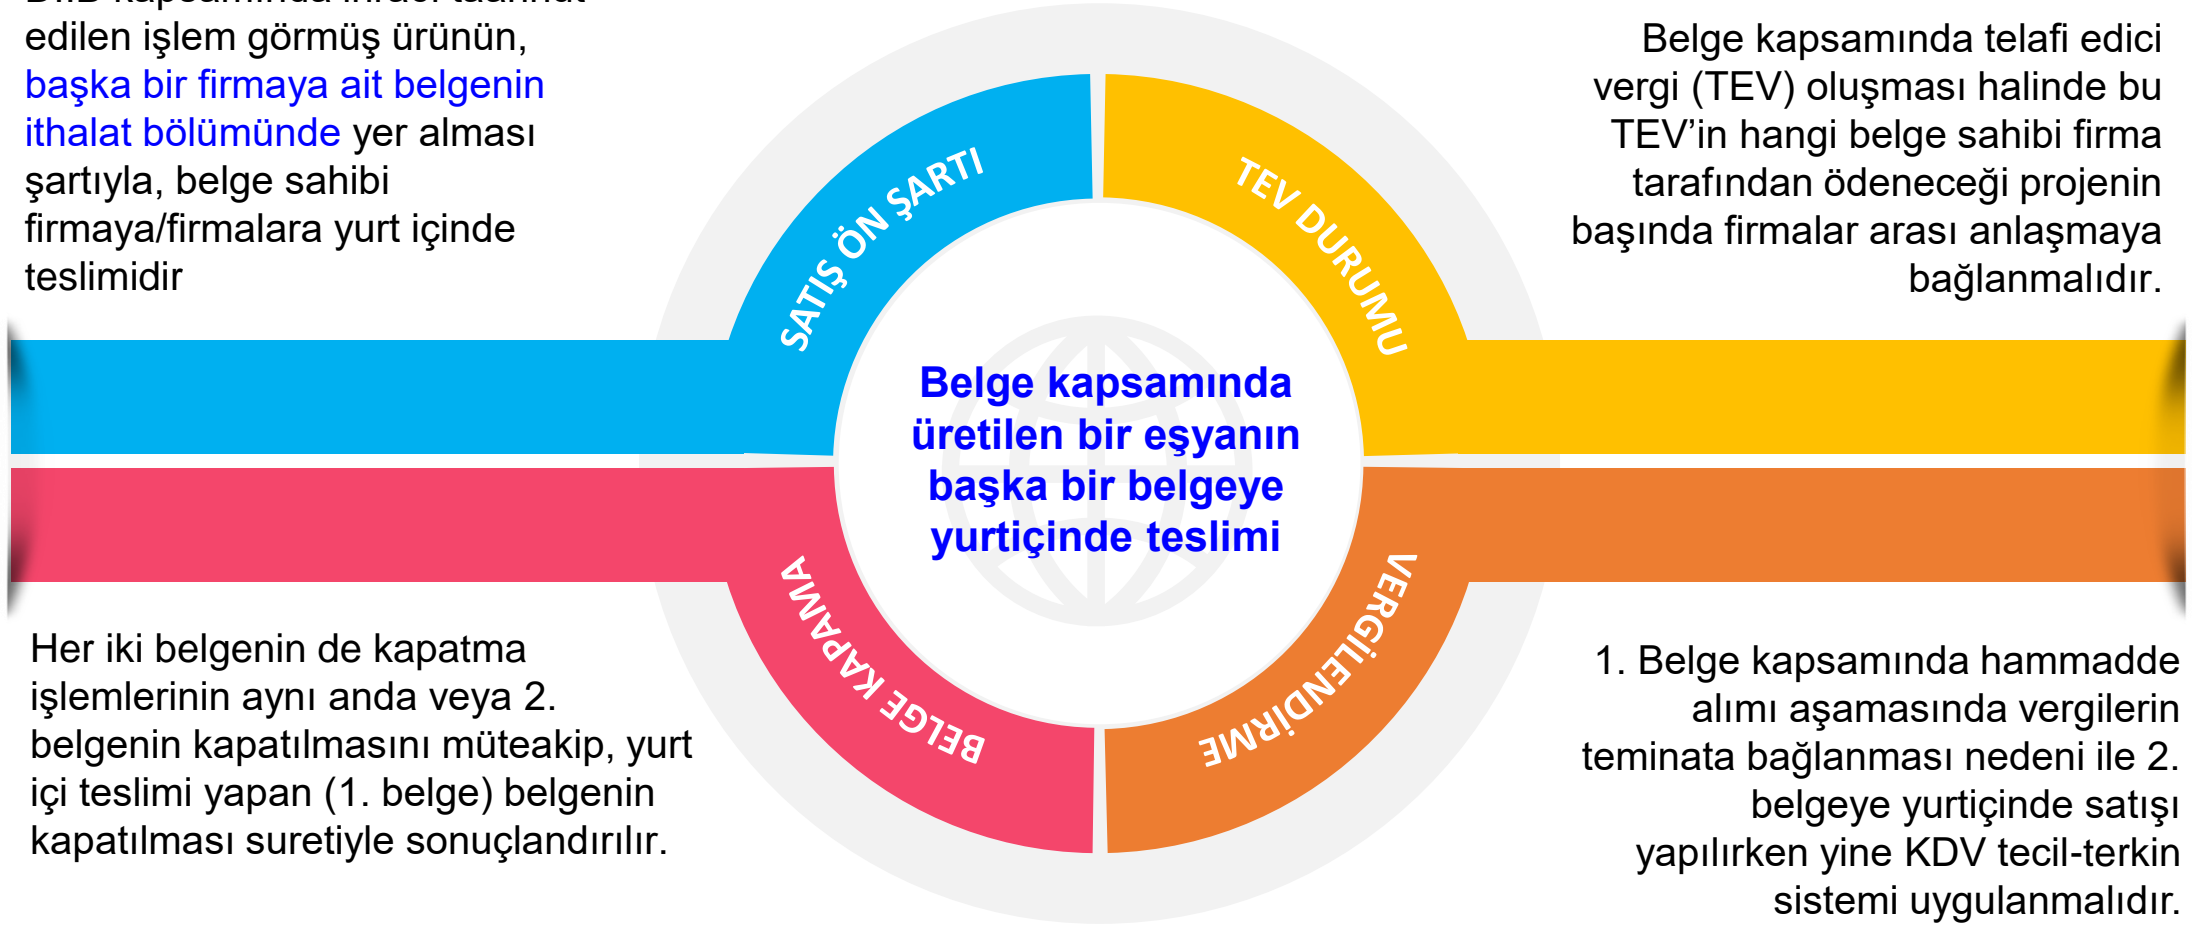 edilen işlem görmüş ürünün,
başka bir firmaya ait belgenin
ithalat bölümünde yer alması
şartıyla, belge sahibi
firmaya/firmalara yurt içinde
teslimidir
Belge kapsamında telafi edici
vergi (TEV) oluşması halinde bu
TEV’in hangi belge sahibi firma
tarafından ödeneceği projenin
başında firmalar arası anlaşmaya
bağlanmalıdır.
SATIŞ ÖN ŞARTI
TEV DURUMU
Belge kapsamında
üretilen bir eşyanın
başka bir belgeye
yurtiçinde teslimi
BELGE KAPAMA
VERGİLENDİRME
Her iki belgenin de kapatma
işlemlerinin aynı anda veya 2.
belgenin kapatılmasını müteakip, yurt
içi teslimi yapan (1. belge) belgenin
kapatılması suretiyle sonuçlandırılır.
1. Belge kapsamında hammadde
alımı aşamasında vergilerin
teminata bağlanması nedeni ile 2.
belgeye yurtiçinde satışı
yapılırken yine KDV tecil-terkin
sistemi uygulanmalıdır.